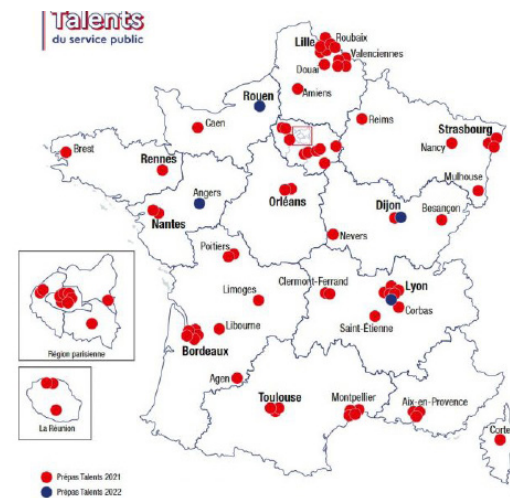 Talents
du service public
Lille
Roubaix
Valenciennes
Douai
Amiens
Rouen
Caen
Reims
Strasbourg
Nancy
Brest
Rennes
Mulhouse
Angers
Orléans
Dijon
Besançon
Nantes
Nevers
Poitiers
Clermont-Ferrand
Lyon
Limoges
Corbas
Saint-Étienne
Libourne
Région parisienne
Bordeaux
Agen
Toulouse
Montpellier
Aix-en-Provence
La Réunion
Corte
Prépas Talents 2021
Prépas Talents 2022